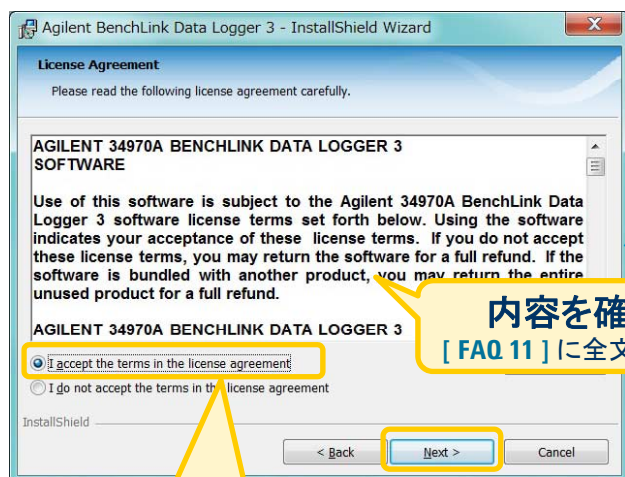 Agilent BenchLink Data Logger 3 - InstallShield Wizard
License Agreement
Please read the following license agreement carefully.
AGILENT 34970A BENCHLINK DATA LOGGER 3
SOFTWARE
Use of this software is subject to the Agilent 34970A BenchLink Data
Logger 3 software license terms set forth below. Using the software
indicates your acceptance of these license terms. If you do not accept
these license terms, you may return the software for a full refund. If the
software is bundled with another product, you may return the entire
unused product for a full refund.
AGILENT 34970A BENCHLINK DATA LOGGER 3
内容を確
[ FAQ 11 ] に全文
I accept the terms in the license agreement
I do not accept the terms in the license agreement
InstallShield
< Back
Next >
Cancel